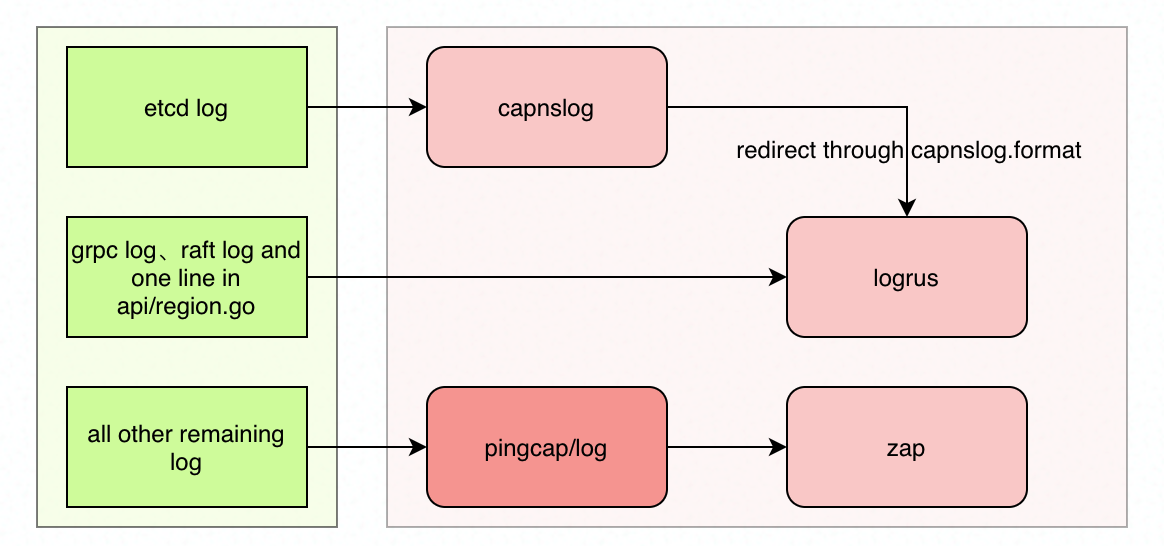 etcd log
capnslog
redirect through capnslog.format
grpc log、raft log and
one line in
api/region.go
logrus
all other remaining
log
pingcap/log
zap